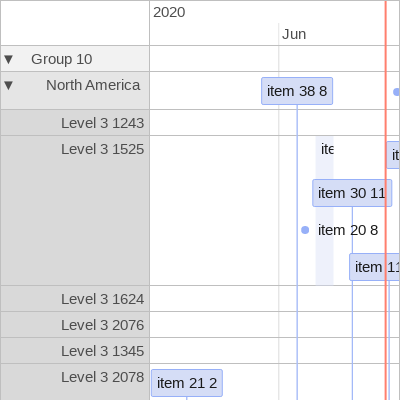 2020
Jun
▼ Group 10
▼ North America
item 38 8
Level 3 1243
Level 3 1525
ite
it
item 30 11
item 20 8
item 11
Level 3 1624
Level 3 2076
Level 3 1345
Level 3 2078
item 21 2